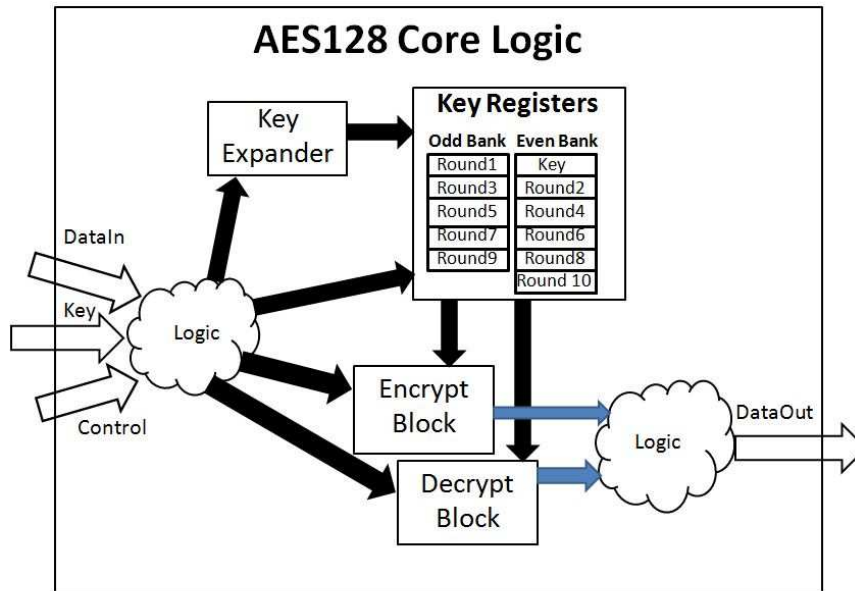 AES128 Core Logic
Key Registers
Key
Expander
Odd Bank
Even Bank
Round1
Key
Round3
Round2
Round5
Round4
Round7
Round6
Round9
Round8
Round 10
DataIn
Key
Control
Logic
Encrypt
Block
Decrypt
Block
Logic
DataOut